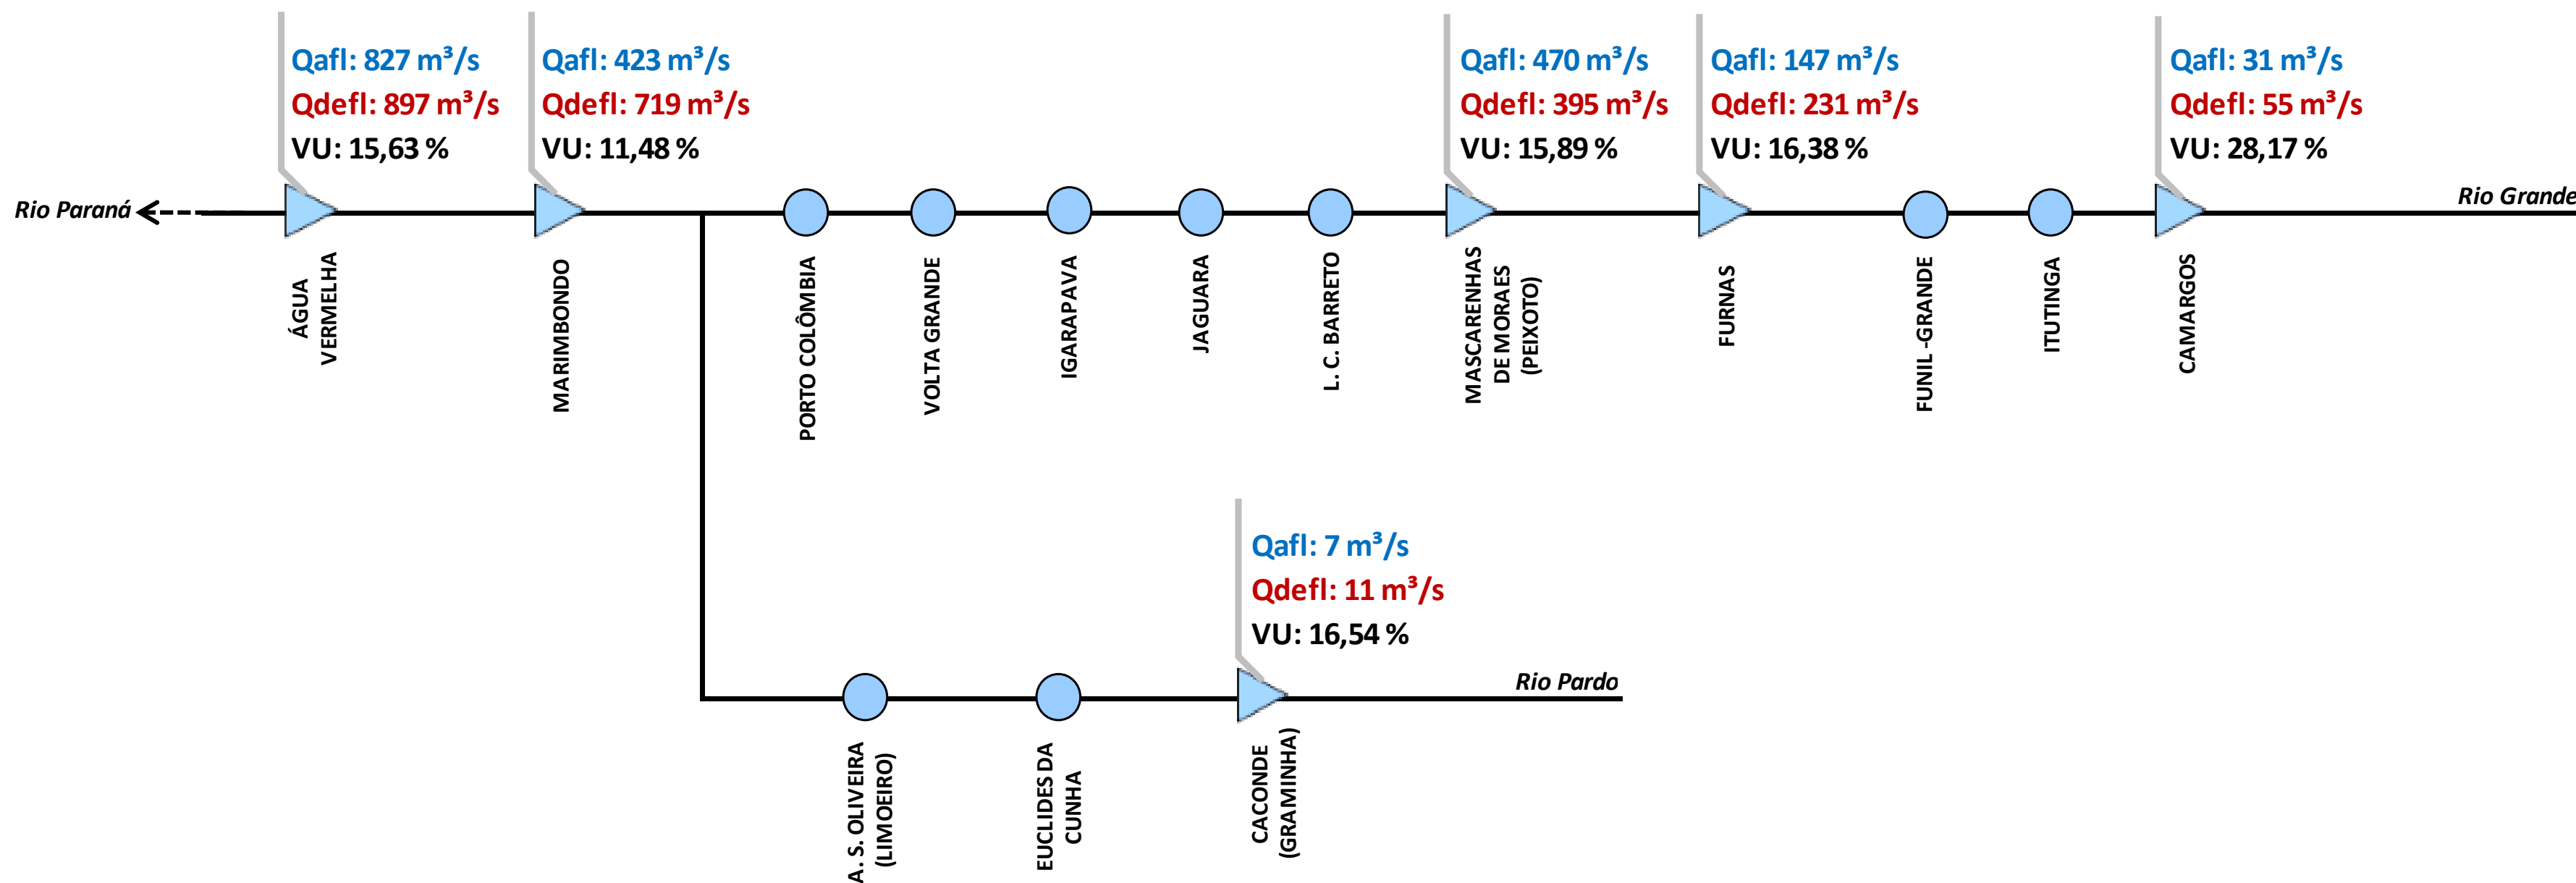 Qafl: 827 m³/s
Qdefl: 897 m³/s
VU: 15,63 %
Qafl: 423 m³/s
Qdefl: 719 m³/s
VU: 11,48 %
Qafl: 470 m³/s
Qdefl: 395 m³/s
VU: 15,89 %
Qafl: 147 m³/s
Qdefl: 231 m³/s
VU: 16,38 %
Qafl: 31 m³/s
Qdefl: 55 m³/s
VU: 28,17 %
Rio Paraná
Rio Grande
ÁGUA
VERMELHA
MARIMBONDO
PORTO COLÔMBIA
VOLTA GRANDE
IGARAPAVA
JAGUARA
L. C. BARRETO
MASCARENHAS
DE MORAES
(PEIXOTO)
FURNAS
FUNIL -GRANDE
ITUTINGA
CAMARGOS
Qafl: 7 m³/s
Qdefl: 11 m³/s
VU: 16,54 %
Rio Pardo
A. S. OLIVEIRA
(LIMOEIRO)
EUCLIDES DA
CUNHA
CACONDE
(GRAMINHA)